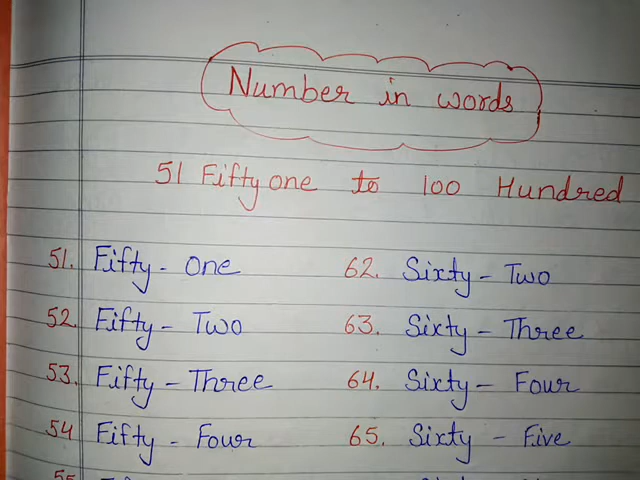 Number in words
51 Fifty one to 100 Hundred
51. Fifty - One 62. Sixty - Two
52. Fifty - Two 63. Sixty - Three
53. Fifty - Three 64. Sixty - Four
54 Fifty - Four 65. Sixty - Five
55